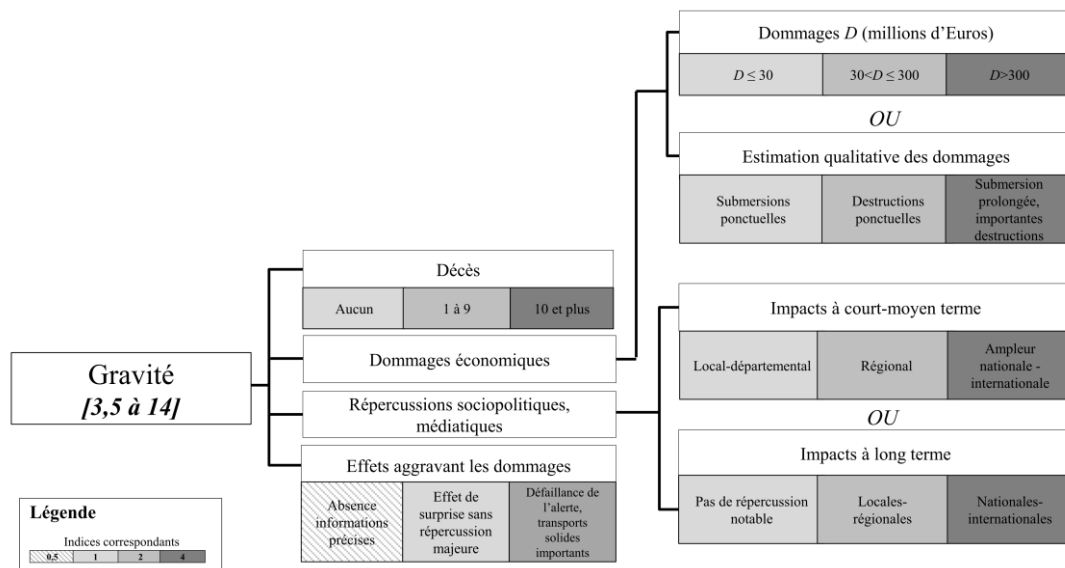 Gravité
[3,5 à 14]
Décès
Aucun
1 à 9
10 et plus
Dommages économiques
Répercussions sociopolitiques,
médiatiques
Effets aggravant les dommages
Absence
informations
précises
Effet de
surprise sans
répercussion
majeure
Défaillance de
l'alerte,
transports
solides
importants
Dommages D (millions d'Euros)
D ≤ 30
30<D ≤ 300
D>300
OU
Estimation qualitative des dommages
Submersions
ponctuelles
Destructions
ponctuelles
Submersion
prolongée,
importantes
destructions
Impacts à court-moyen terme
Local-départemental
Régional
Ampleur
nationale -
internationale
OU
Impacts à long terme
Pas de répercussion
notable
Locales-
régionales
Nationales-
internationales
Légende
Indices correspondants
0,5
1
2
4